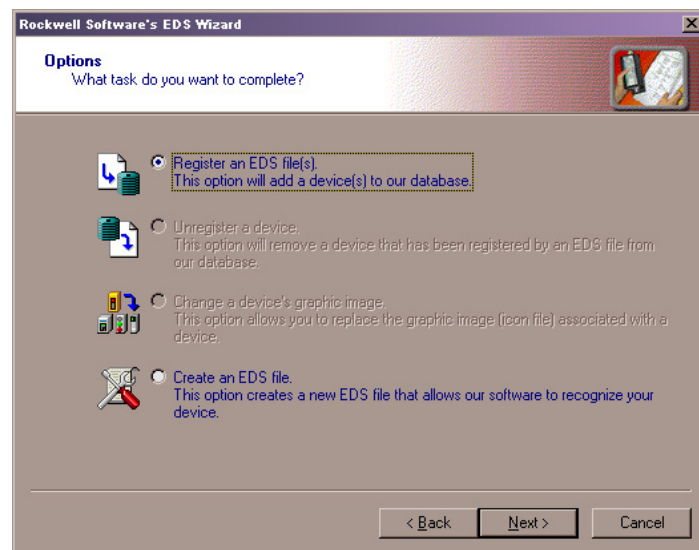 Rockwell Software's EDS Wizard
Options
What task do you want to complete?
Register an EDS file(s).
This option will add a device(s) to our database.
Unregister a device.
This option will remove a device that has been registered by an EDS file from
our database.
Change a device's graphic image.
This option allows you to replace the graphic image (icon file) associated with a
device.
Create an EDS file.
This option creates a new EDS file that allows our software to recognize your
device.
< Back
Next >
Cancel